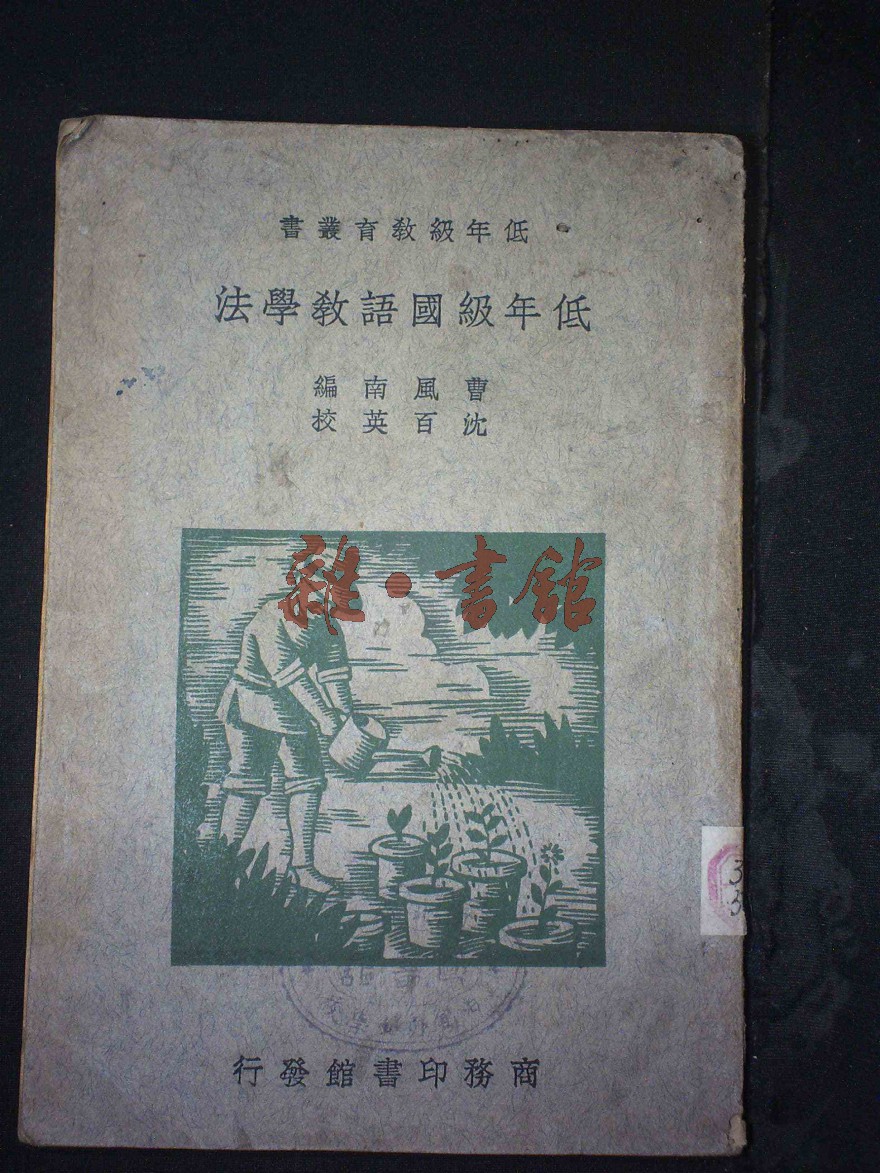 低年級教育叢書
低年級國語教學法
曹風南編
沈百英校
雜·書館
商務印書館發行